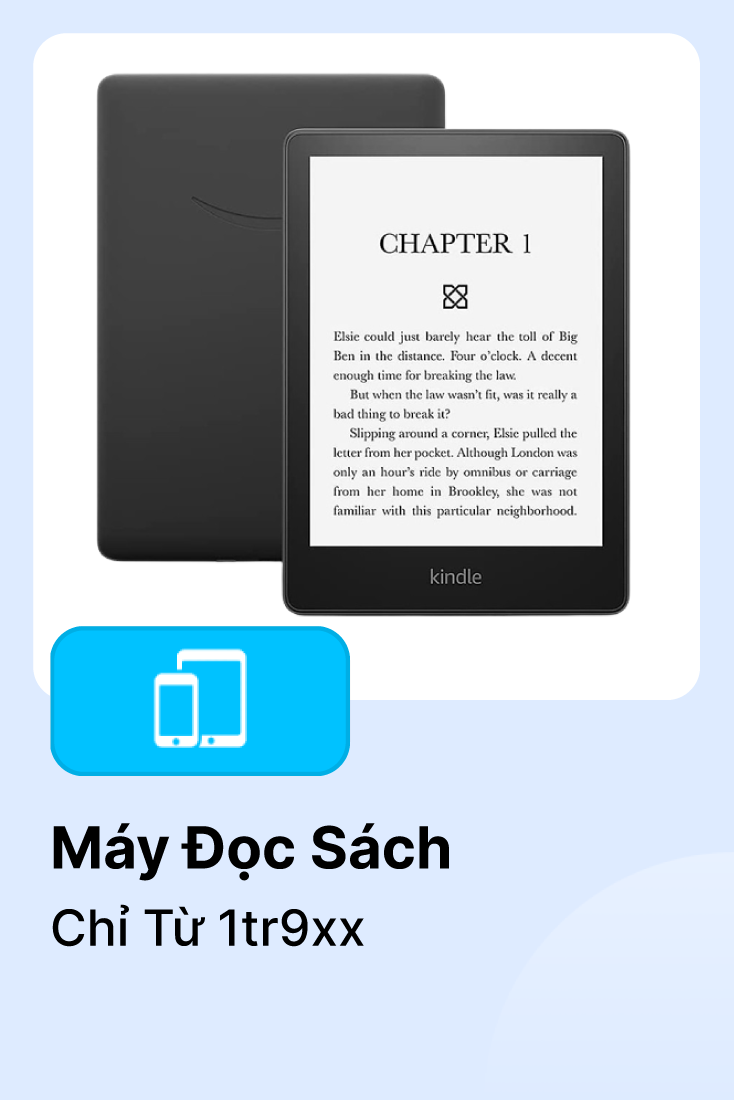 CHAPTER 1
Elsie could just barely hear the toll of Big
Ben in the distance. Four o’clock. A decent
enough time for breaking the law.
But when the law wasn’t fit, was it really a
bad thing to break it?
Slipping around a corner, Elsie pulled the
letter from her pocket. Although London was
only an hour’s ride by omnibus or carriage
from her home in Brookley, she was not
familiar with this particular neighborhood.
kindle
Máy Đọc Sách
Chỉ Từ 1tr9xx